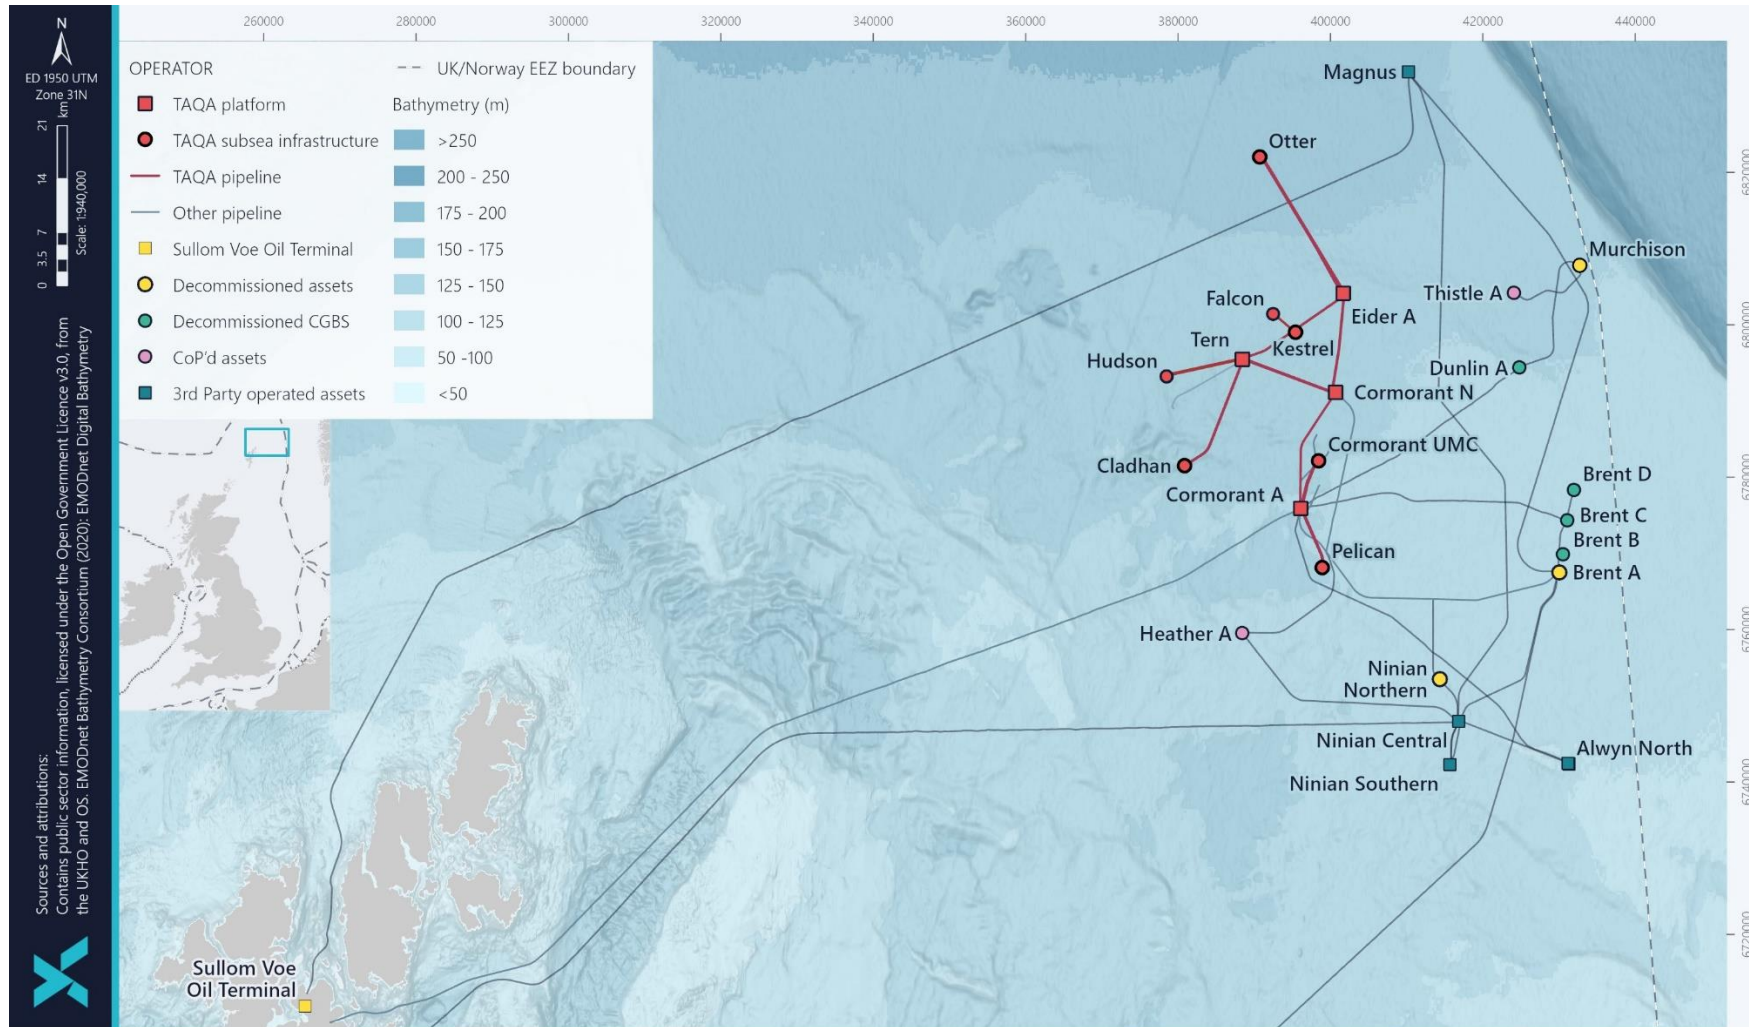 N
ED 1950 UTM
Zone 31N
km
21
14
7
3.5
0
Scale: 1:940,000
Sources and attributions:
Contains public sector information, licensed under the Open Government Licence v3.0, from
the UKHO and OS. EMODnet Bathymetry Consortium (2020): EMODnet Digital Bathymetry
260000
280000
300000
320000
340000
360000
380000
400000
420000
440000
OPERATOR
TAQA platform
TAQA subsea infrastructure
TAQA pipeline
Other pipeline
Sullom Voe Oil Terminal
Decommissioned assets
Decommissioned CGBS
CoP'd assets
3rd Party operated assets
UK/Norway EEZ boundary
Bathymetry (m)
>250
200 - 250
175 - 200
150 - 175
125 - 150
100 - 125
50 -100
<50
Magnus
Otter
Murchison
Thistle A
Falcon
Eider A
Tern
Kestrel
Hudson
Dunlin A
Cormorant N
Cormorant UMC
Cladhan
Brent D
Cormorant A
Brent C
Brent B
Pelican
Brent A
Heather A
Ninian
Northern
Ninian Central
Alwyn North
Ninian Southern
Sullom Voe
Oil Terminal
6820000
6800000
6780000
6760000
6740000
6720000